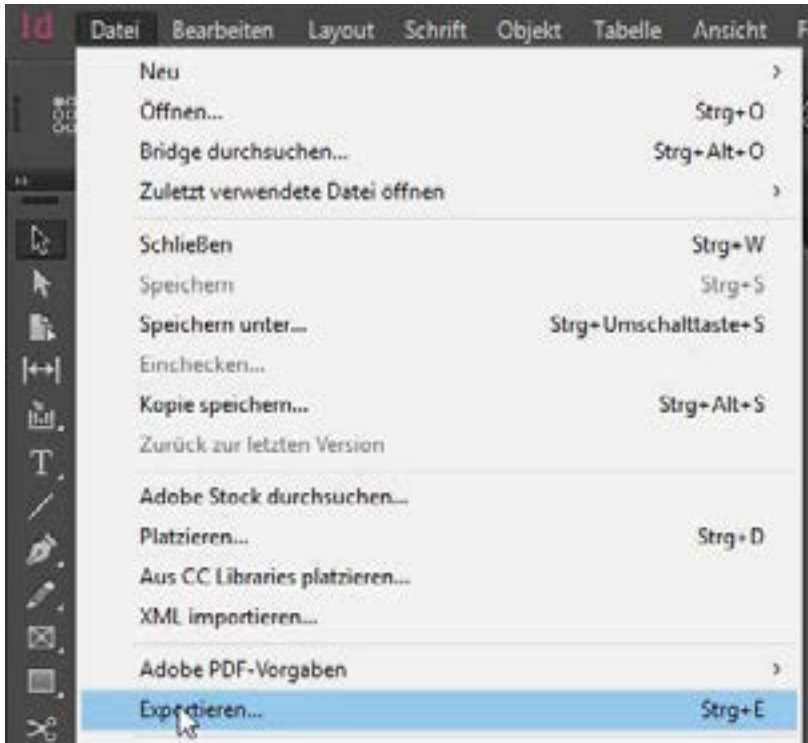 Id Datei Bearbeiten Layout Schrift Objekt Tabelle Ansicht F
Neu
Öffnen... Strg+O
Bridge durchsuchen... Strg+Alt+O
Zuletzt verwendete Datei öffnen
Schließen Strg+W
Speichern Strg+S
Speichern unter... Strg+Umschalttaste+S
Einchecken...
Kopie speichern... Strg+Alt+S
Zurück zur letzten Version
Adobe Stock durchsuchen...
Platzieren... Strg+D
Aus CC Libraries platzieren...
XML importieren...
Adobe PDF-Vorgaben
Exportieren... Strg+E